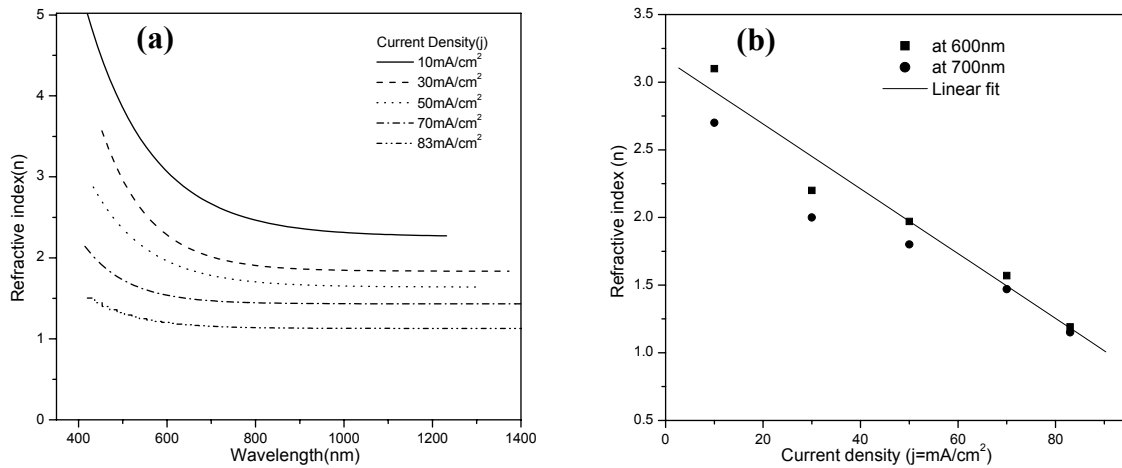 (a)
Current Density(j)
10mA/cm²
30mA/cm²
50mA/cm²
70mA/cm²
83mA/cm²
Refractive index(n)
5
4
3
2
1
0
400 600 800 1000 1200 1400
Wavelength(nm)
(b)
at 600nm
at 700nm
Linear fit
Refractive index (n)
3.5
3.0
2.5
2.0
1.5
1.0
0.5
0 20 40 60 80
Current density (j=mA/cm²)